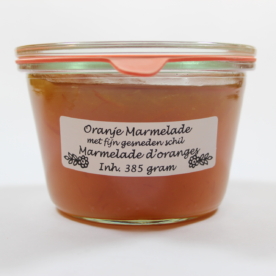 Oranje Marmelade
met fijn gesneden schil
Marmelade d'oranges
Inh. 385 gram